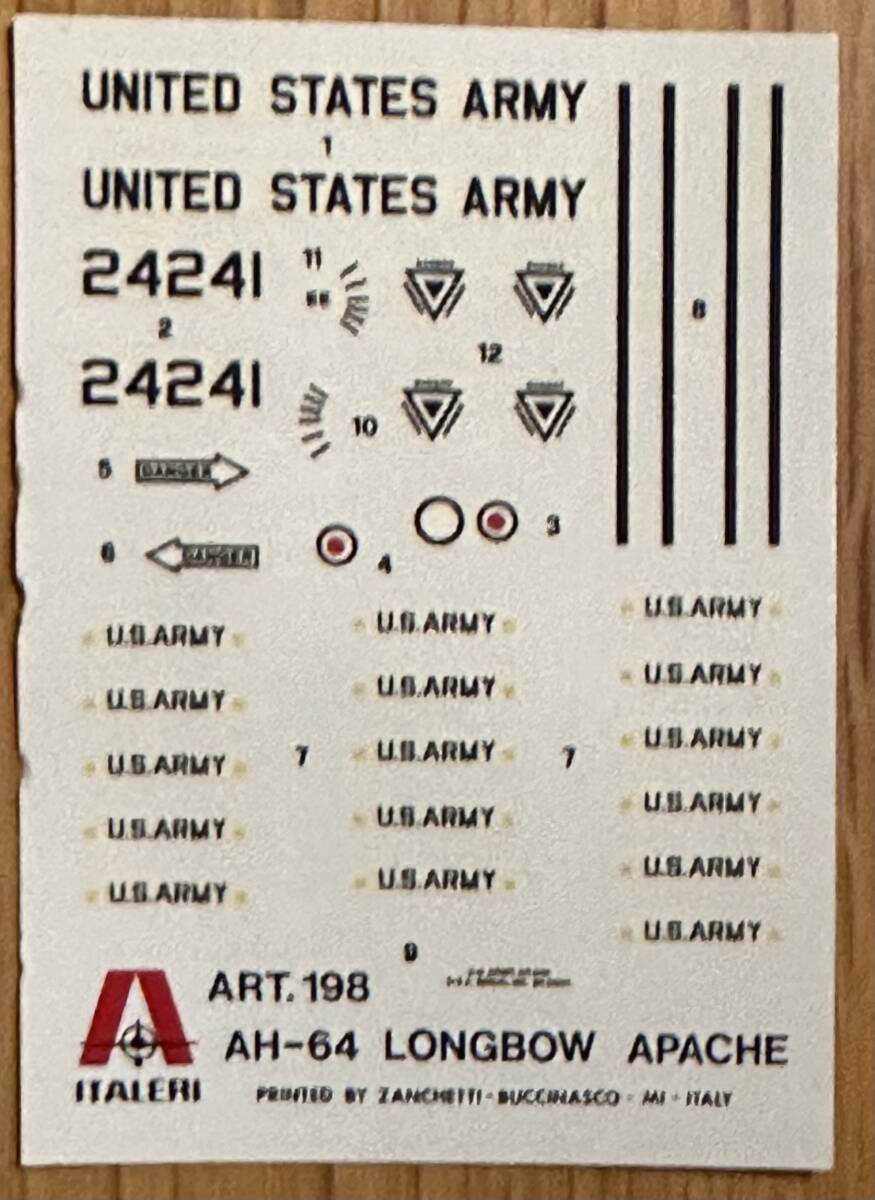 UNITED STATES ARMY
1
UNITED STATES ARMY
24241
11
2
12
8
24241
10
5 DANGER
3
6 DANGER
4
U.S.ARMY U.S.ARMY U.S.ARMY
U.S.ARMY U.S.ARMY U.S.ARMY
U.S.ARMY 7 U.S.ARMY 7 U.S.ARMY
U.S.ARMY U.S.ARMY U.S.ARMY
U.S.ARMY U.S.ARMY U.S.ARMY
U.S.ARMY
9
ART.198
AH-64 LONGBOW APACHE
ITALERI
PRINTED BY ZANCHETTI - BUCCINASCO - MI - ITALY